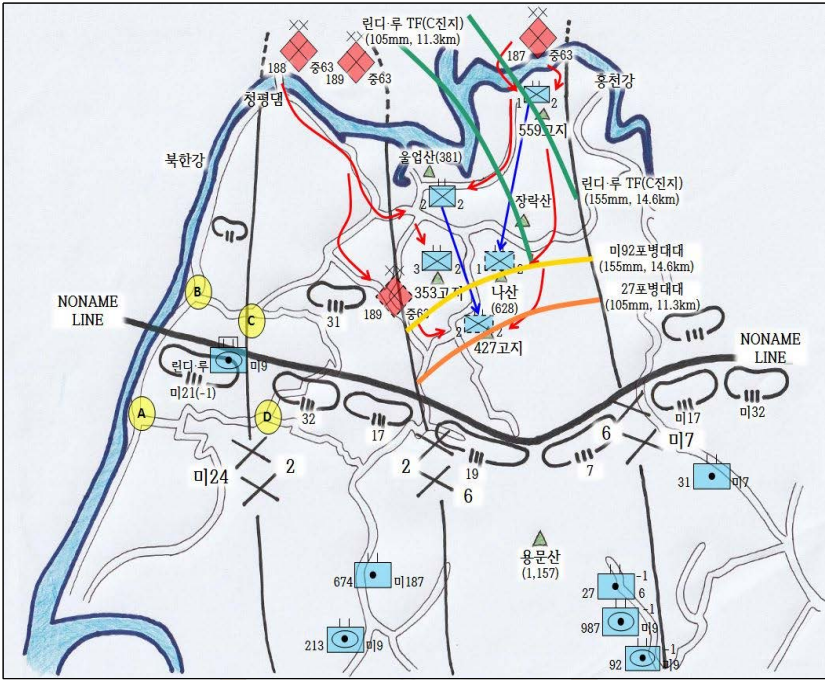 XX
188 중63
XX
189 중63
린디·루 TF(C진지)
(105mm, 11.3km)
XX
187 중63
홍천강
청평댐
1 2
559고지
북한강
울업산(381)
2 2
린디·루 TF(C진지)
(155mm, 14.6km)
장락산
미92포병대대
(155mm, 14.6km)
3 2
353고지
1 2
나산
(628)
27포병대대
(105mm, 11.3km)
XX
189 중63
B
31
NONAME
LINE
C
2 2
427고지
NONAME
LINE
린디·루 미9
미21(-1)
32
17
미17
미32
A
D
미24 2
2
6
19
7
6
미7
31 미7
용문산
(1,157)
674 미187
27 -1
6
213 미9
987 -1
미9
92 -1
미9